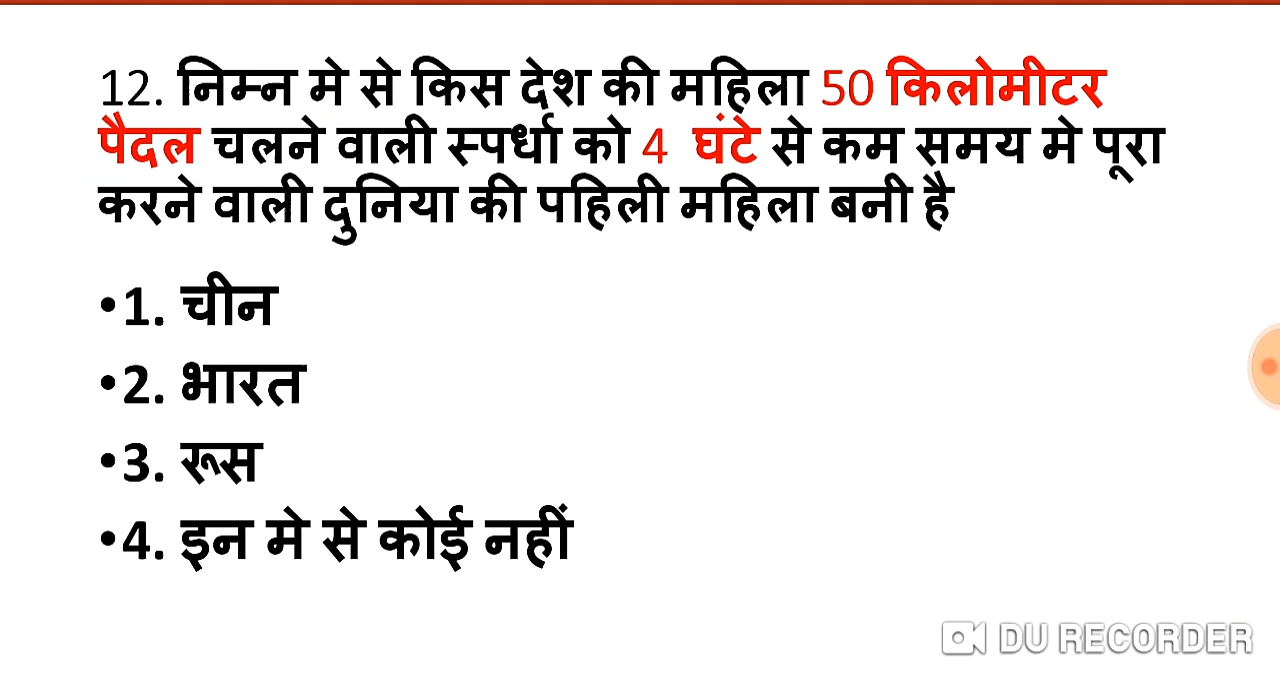 12. निम्न मे से किस देश की महिला 50 किलोमीटर
पैदल चलने वाली स्पर्धा को 4 घंटे से कम समय मे पूरा
करने वाली दुनिया की पहिली महिला बनी है
•1. चीन
•2. भारत
•3. रूस
•4. इन मे से कोई नहीं
DU RECORDER